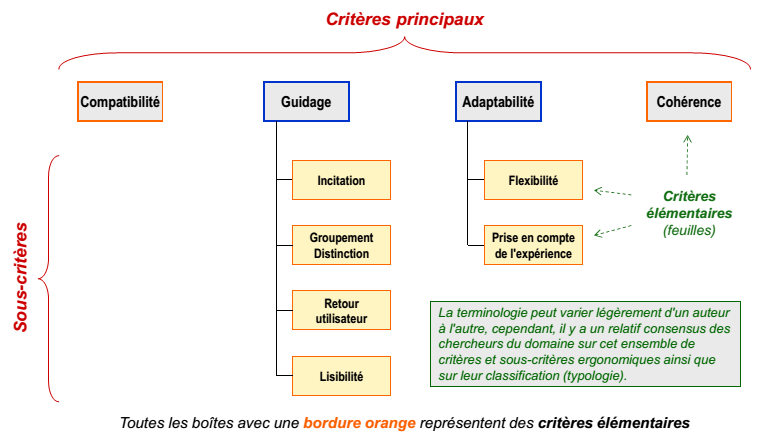 Critères principaux
Compatibilité
Guidage
Adaptabilité
Cohérence
Sous-critères
Incitation
Groupement
Distinction
Retour
utilisateur
Lisibilité
Flexibilité
Prise en compte
de l'expérience
Critères
élémentaires
(feuilles)
La terminologie peut varier légèrement d'un auteur
à l'autre, cependant, il y a un relatif consensus des
chercheurs du domaine sur cet ensemble de
critères et sous-critères ergonomiques ainsi que
sur leur classification (typologie).
Toutes les boîtes avec une bordure orange représentent des critères élémentaires